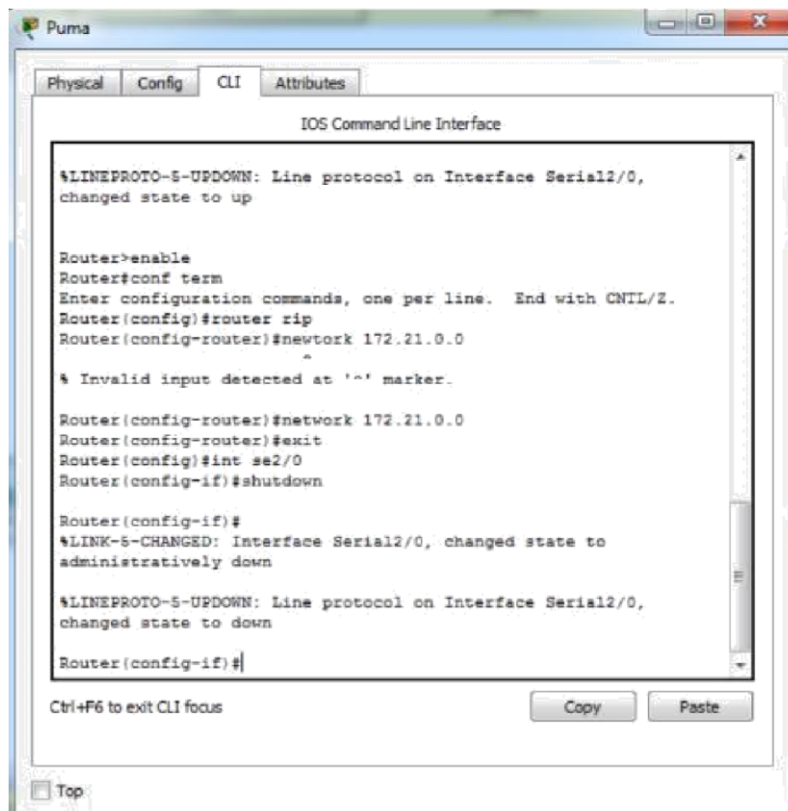 Puma
Physical Config CLI Attributes
IOS Command Line Interface
%LINEPROTO-5-UPDOWN: Line protocol on Interface Serial2/0,
changed state to up
Router>enable
Router#conf term
Enter configuration commands, one per line. End with CNTL/Z.
Router(config)#router rip
Router(config-router)#newtork 172.21.0.0
^
% Invalid input detected at '^' marker.
Router(config-router)#network 172.21.0.0
Router(config-router)#exit
Router(config)#int se2/0
Router(config-if)#shutdown
Router(config-if)#
%LINK-5-CHANGED: Interface Serial2/0, changed state to
administratively down
%LINEPROTO-5-UPDOWN: Line protocol on Interface Serial2/0,
changed state to down
Router(config-if)#
Ctrl+F6 to exit CLI focus
Copy Paste
Top